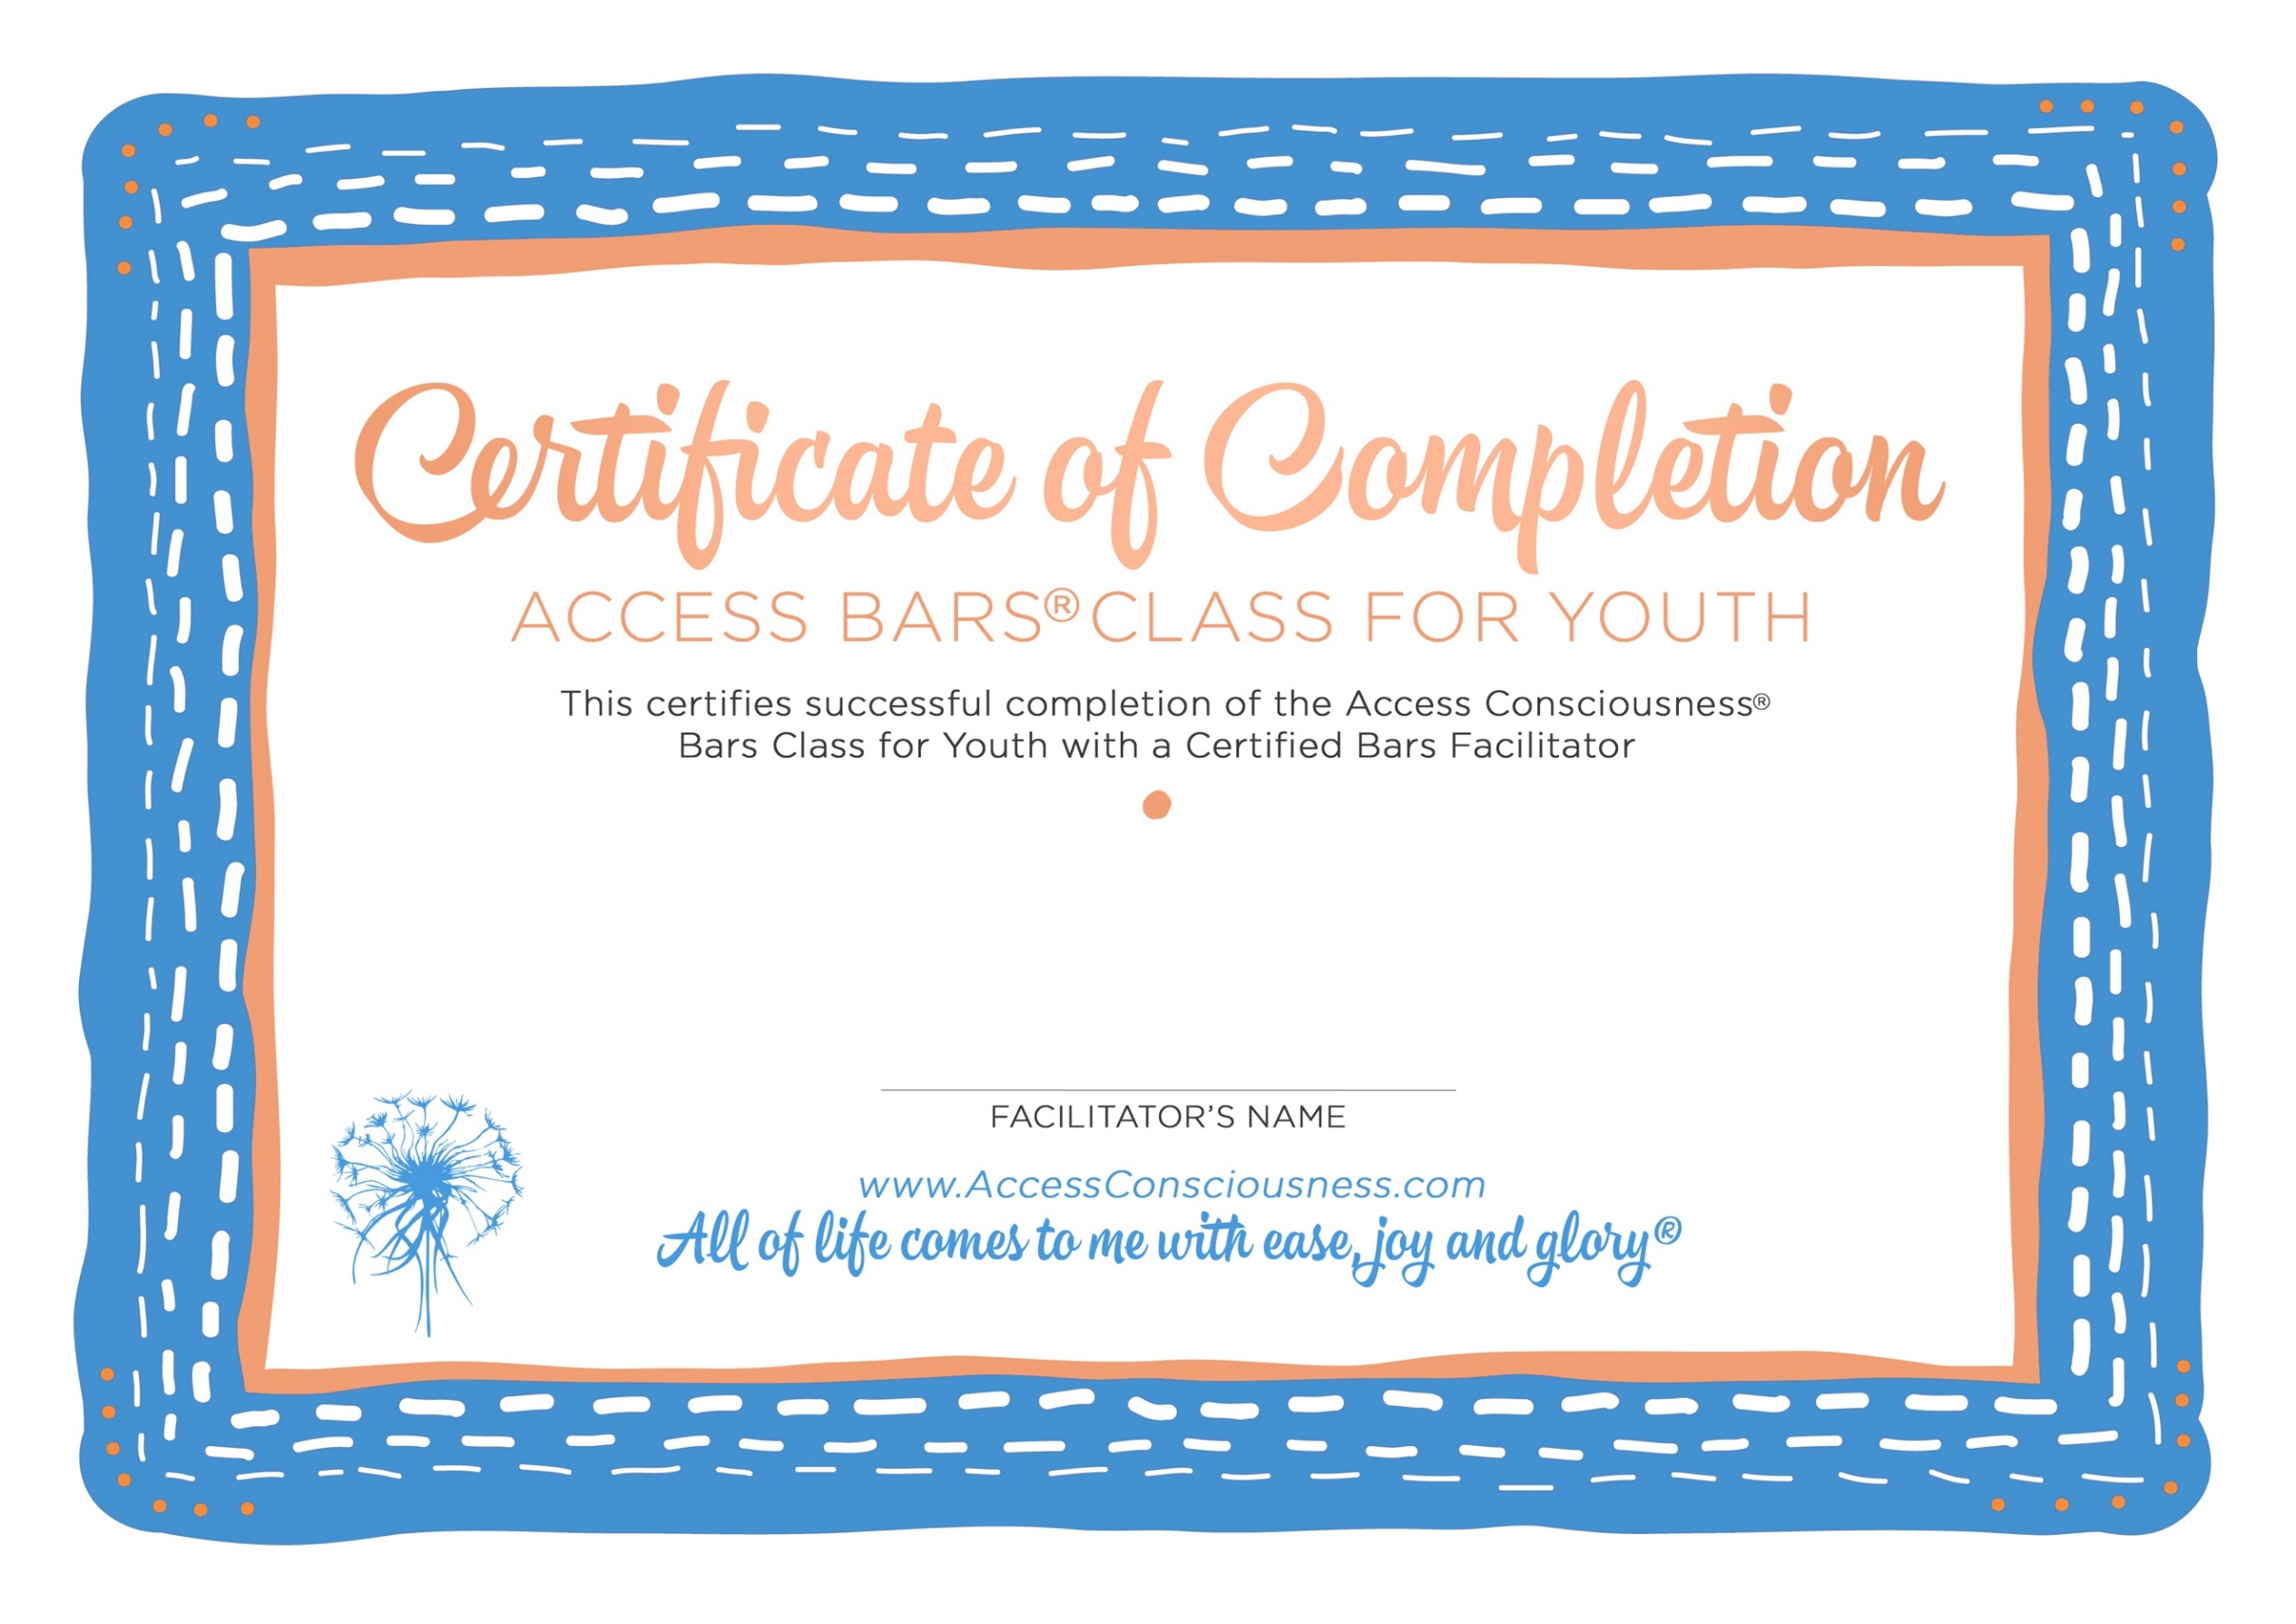 Certificate of Completion
ACCESS BARS® CLASS FOR YOUTH
This certifies successful completion of the Access Consciousness®
Bars Class for Youth with a Certified Bars Facilitator
FACILITATOR’S NAME
www.AccessConsciousness.com
All of life comes to me with ease, joy and glory®